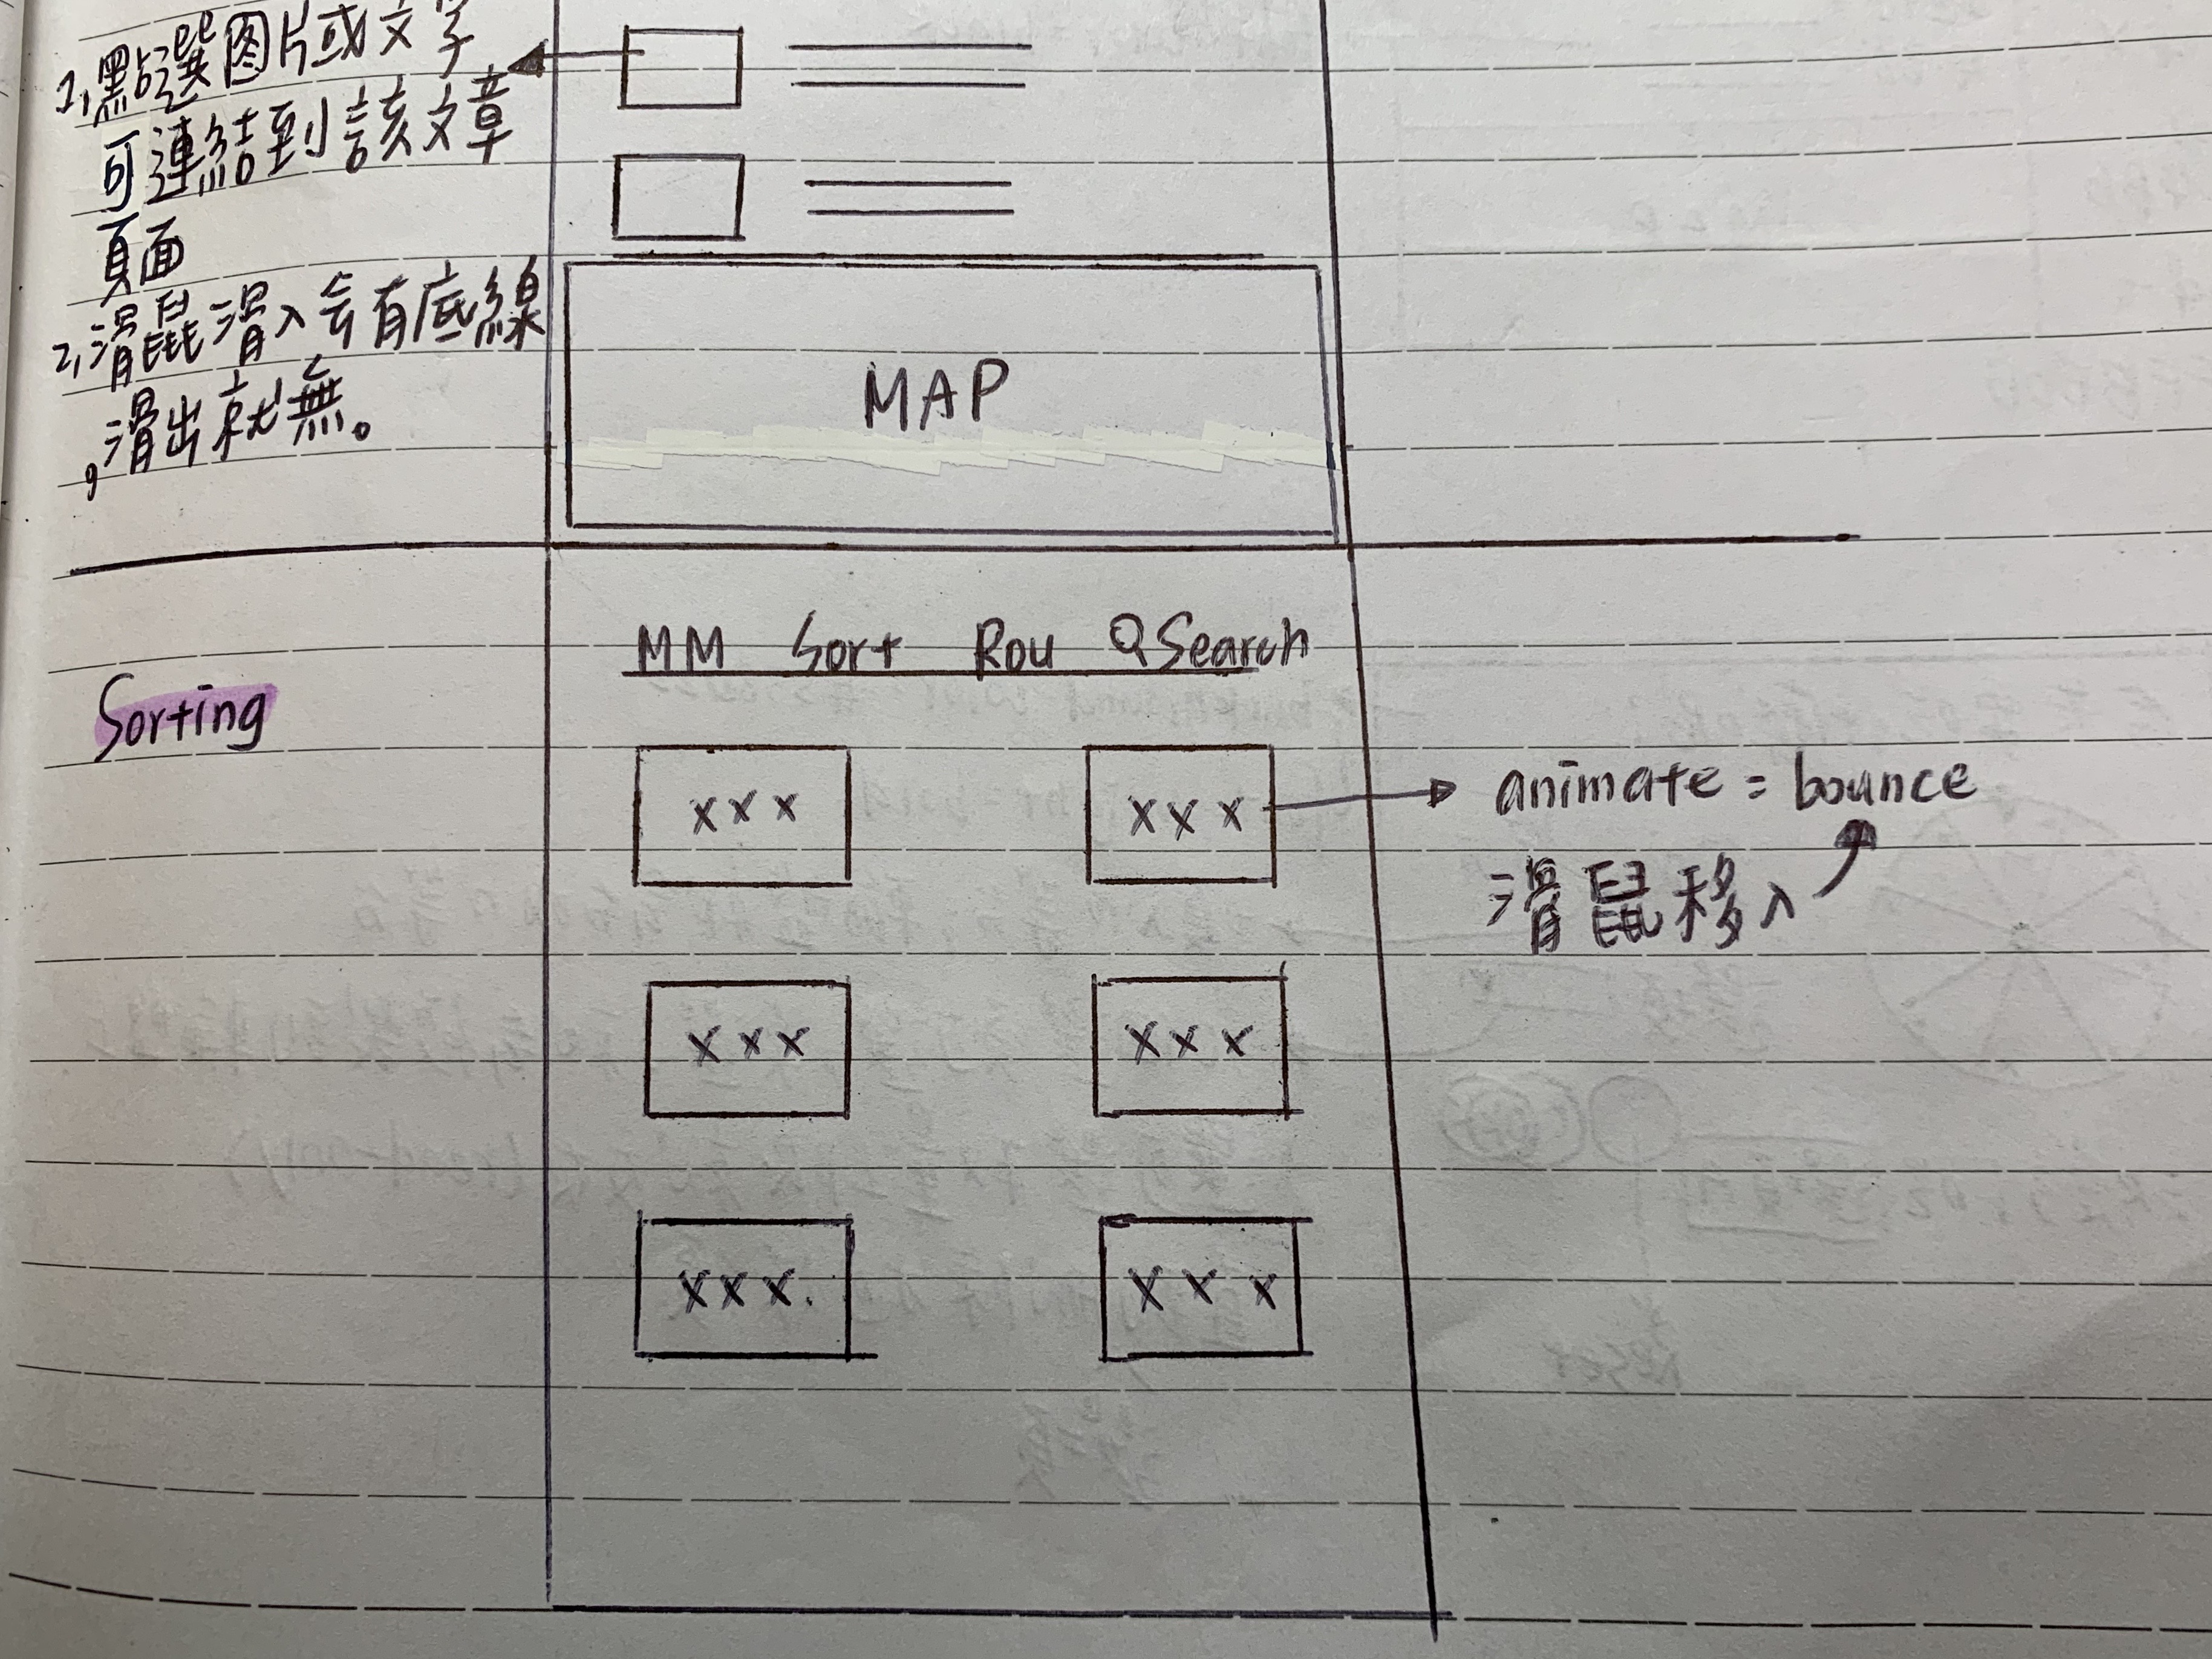 1,點選图片或文字
可連結到該文章
頁面
2,滑鼠滑入会有底線
,滑出就無。
MAP
MM Sort Rou Search
Sorting
XXX XXX
animate = bounce
滑鼠移入
XXX XXX
XXX. XXX